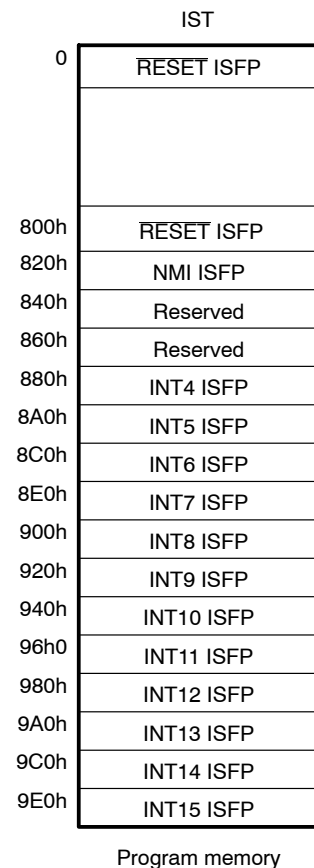 IST
0 RESET ISFP
800h RESET ISFP
820h NMI ISFP
840h Reserved
860h Reserved
880h INT4 ISFP
8A0h INT5 ISFP
8C0h INT6 ISFP
8E0h INT7 ISFP
900h INT8 ISFP
920h INT9 ISFP
940h INT10 ISFP
96h0 INT11 ISFP
980h INT12 ISFP
9A0h INT13 ISFP
9C0h INT14 ISFP
9E0h INT15 ISFP
Program memory